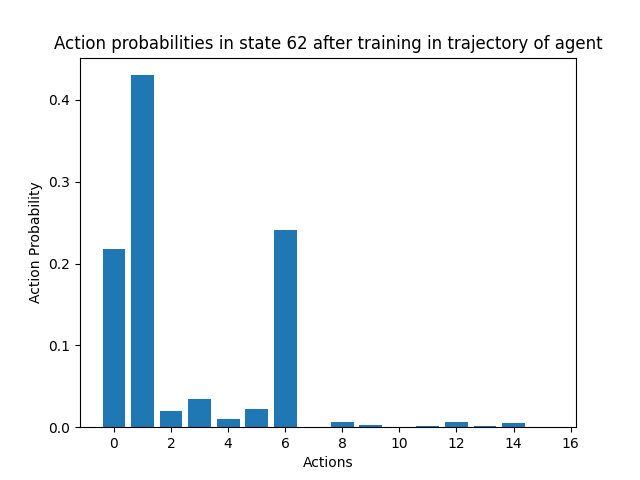 Action probabilities in state 62 after training in trajectory of agent
0.4
0.3
0.2
0.1
0.0
Action Probability
0 2 4 6 8 10 12 14 16
Actions